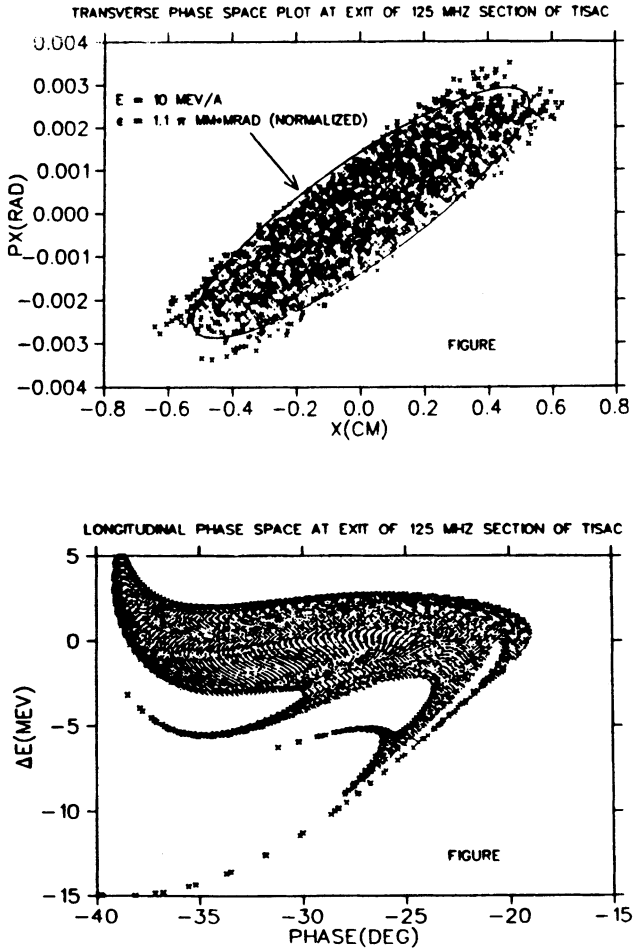 TRANSVERSE PHASE SPACE PLOT AT EXIT OF 125 MHZ SECTION OF TISAC
0.004
0.003
E = 10 MEV/A
0.002
ϵ = 1.1 π MM•MRAD (NORMALIZED)
0.001
0.000
PX(RAD)
-0.001
-0.002
-0.003
FIGURE
-0.004
-0.8 -0.6 -0.4 -0.2 0.0 0.2 0.4 0.6 0.8
X(CM)
LONGITUDINAL PHASE SPACE AT EXIT OF 125 MHZ SECTION OF TISAC
5
0
ΔE(MEV)
-5
-10
FIGURE
-15
-40 -35 -30 -25 -20 -15
PHASE(DEG)